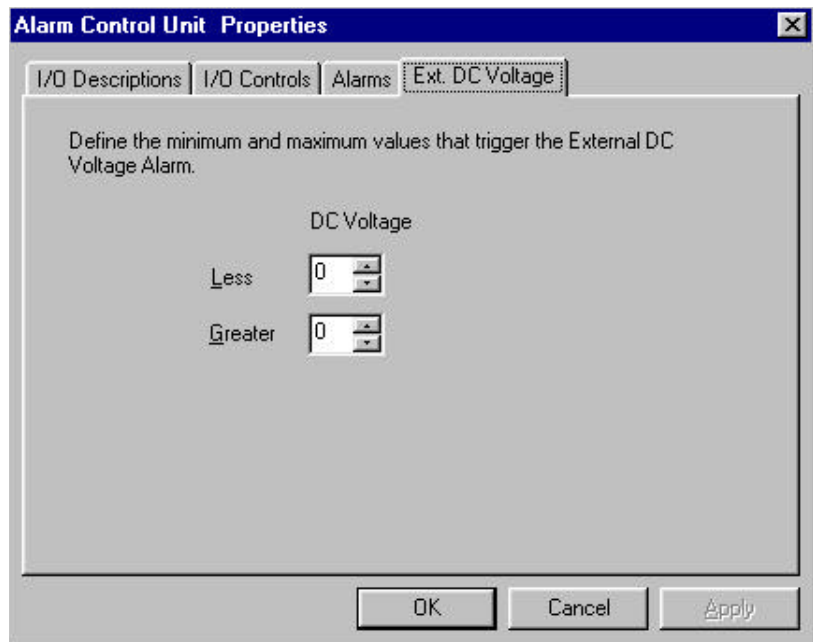 Alarm Control Unit  Properties
I/O Descriptions
I/O Controls
Alarms
Ext. DC Voltage
Define the minimum and maximum values that trigger the External DC
Voltage Alarm.
DC Voltage
Less 0
Greater 0
OK
Cancel
Apply